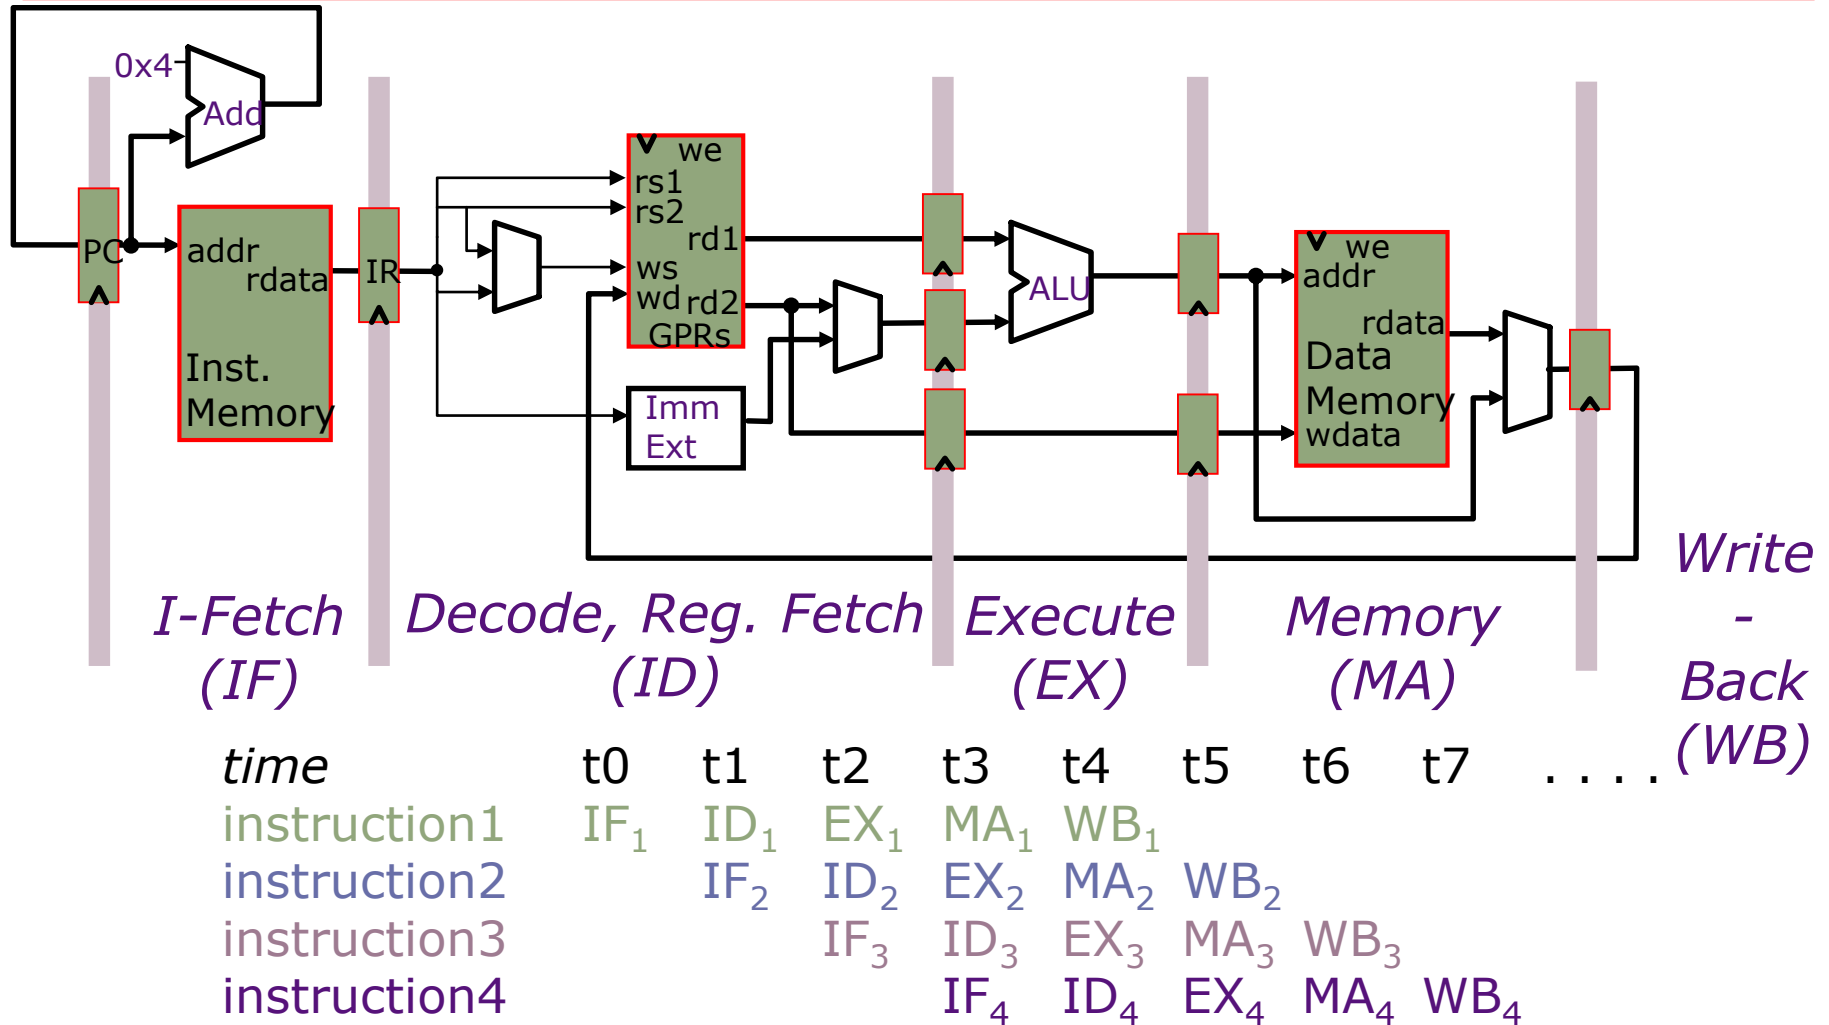 0x4
Add
PC
addr
rdata
Inst.
Memory
IR
we
rs1
rs2
rd1
ws
wd rd2
GPRs
Imm
Ext
ALU
we
addr
rdata
Data
Memory
wdata
I-Fetch
(IF)
Decode, Reg. Fetch
(ID)
Execute
(EX)
Memory
(MA)
Write
-
Back
(WB)
time t0 t1 t2 t3 t4 t5 t6 t7 . . . .
instruction1 IF₁ ID₁ EX₁ MA₁ WB₁
instruction2 IF₂ ID₂ EX₂ MA₂ WB₂
instruction3 IF₃ ID₃ EX₃ MA₃ WB₃
instruction4 IF₄ ID₄ EX₄ MA₄ WB₄